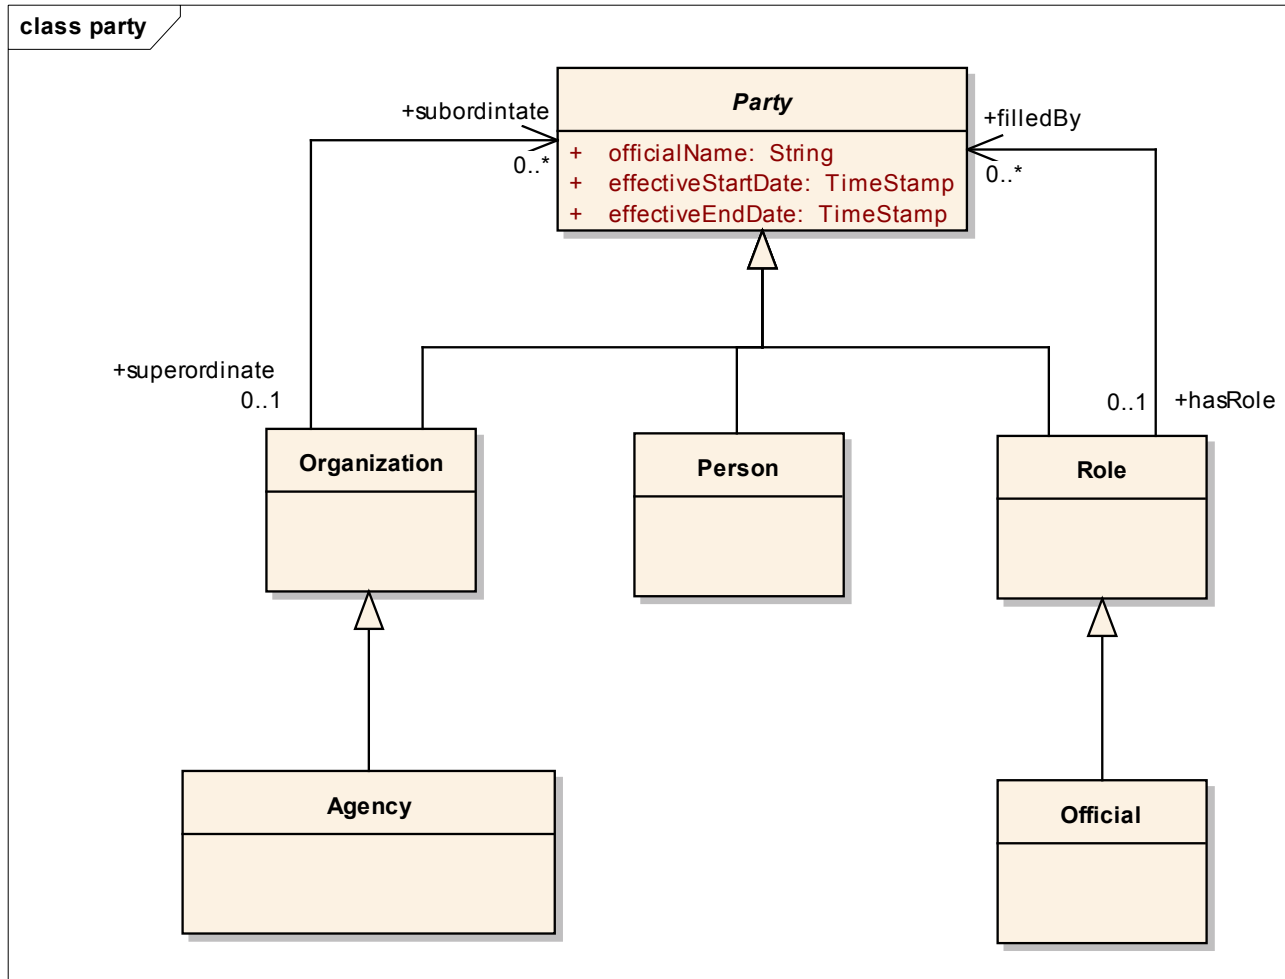 class party
Party
+subordintate
+filledBy
0..*
0..*
+ officialName: String
+ effectiveStartDate: TimeStamp
+ effectiveEndDate: TimeStamp
+superordinate
0..1
0..1
+hasRole
Organization
Person
Role
Agency
Official